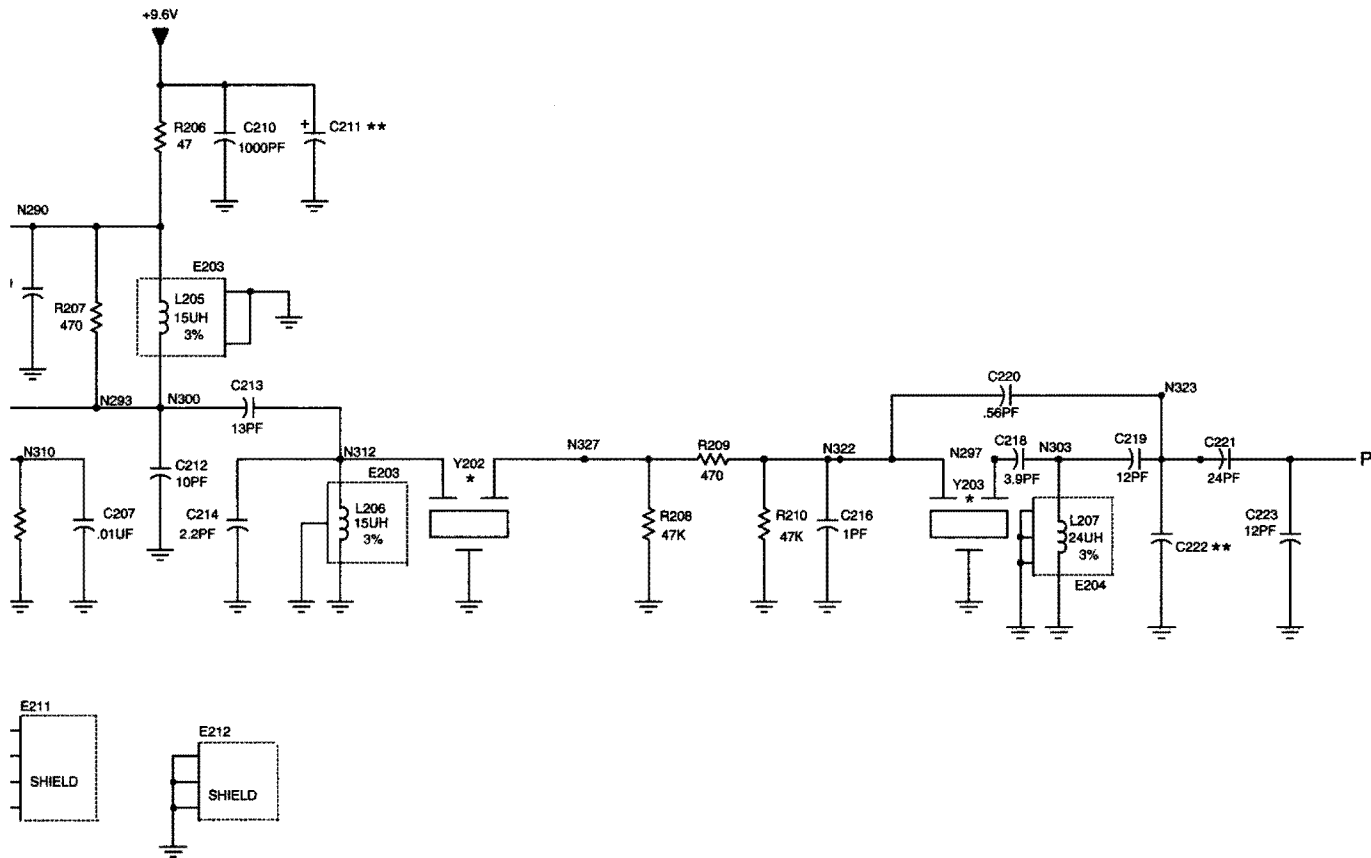 +9.6V
R206
47
C210
1000PF
+
C211 **
N290
E203
L205
15UH
3%
R207
470
N293
N300
C213
13PF
C220
.56PF
N323
N310
C212
10PF
N312
E203
Y202
*
N327
R209
470
N322
N297
C218
3.9PF
N303
C219
12PF
C221
24PF
P
C207
.01UF
C214
2.2PF
L206
15UH
3%
R208
47K
R210
47K
C216
1PF
Y203
*
L207
24UH
3%
E204
C222 **
C223
12PF
E211
SHIELD
E212
SHIELD